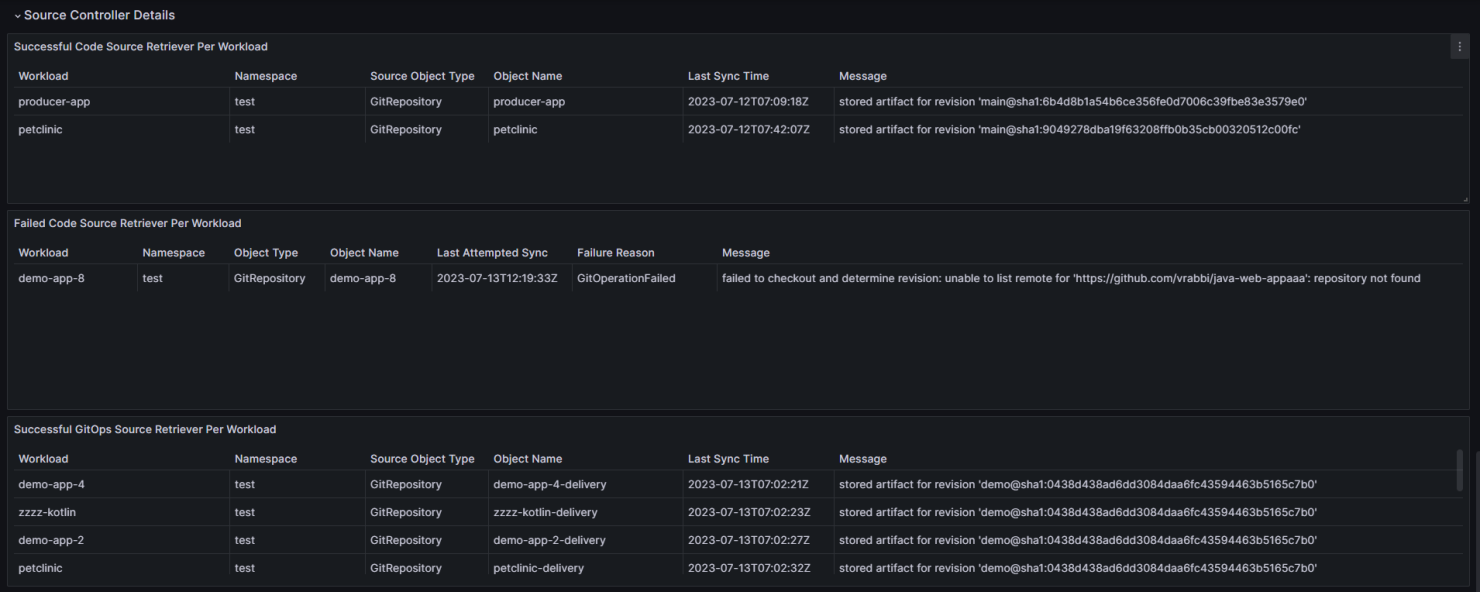 Source Controller Details
Successful Code Source Retriever Per Workload
Workload Namespace Source Object Type Object Name Last Sync Time Message
producer-app test GitRepository producer-app 2023-07-12T07:09:18Z stored artifact for revision 'main@sha1:6b4d8b1a54b6ce356fe0d7006c39fbe83e3579e0'
petclinic test GitRepository petclinic 2023-07-12T07:42:07Z stored artifact for revision 'main@sha1:9049278dba19f63208ffb0b35cb00320512c00fc'
Failed Code Source Retriever Per Workload
Workload Namespace Object Type Object Name Last Attempted Sync Failure Reason Message
demo-app-8 test GitRepository demo-app-8 2023-07-13T12:19:33Z GitOperationFailed failed to checkout and determine revision: unable to list remote for 'https://github.com/vrabbi/java-web-appaaa': repository not found
Successful GitOps Source Retriever Per Workload
Workload Namespace Source Object Type Object Name Last Sync Time Message
demo-app-4 test GitRepository demo-app-4-delivery 2023-07-13T07:02:21Z stored artifact for revision 'demo@sha1:0438d438ad6dd3084daa6fc43594463b5165c7b0'
zzzz-kotlin test GitRepository zzzz-kotlin-delivery 2023-07-13T07:02:23Z stored artifact for revision 'demo@sha1:0438d438ad6dd3084daa6fc43594463b5165c7b0'
demo-app-2 test GitRepository demo-app-2-delivery 2023-07-13T07:02:27Z stored artifact for revision 'demo@sha1:0438d438ad6dd3084daa6fc43594463b5165c7b0'
petclinic test GitRepository petclinic-delivery 2023-07-13T07:02:32Z stored artifact for revision 'demo@sha1:0438d438ad6dd3084daa6fc43594463b5165c7b0'